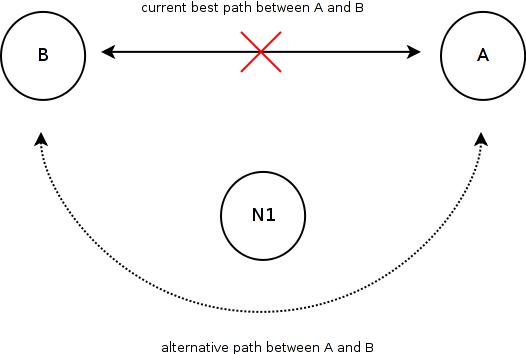 current best path between A and B
B
A
N1
alternative path between A and B